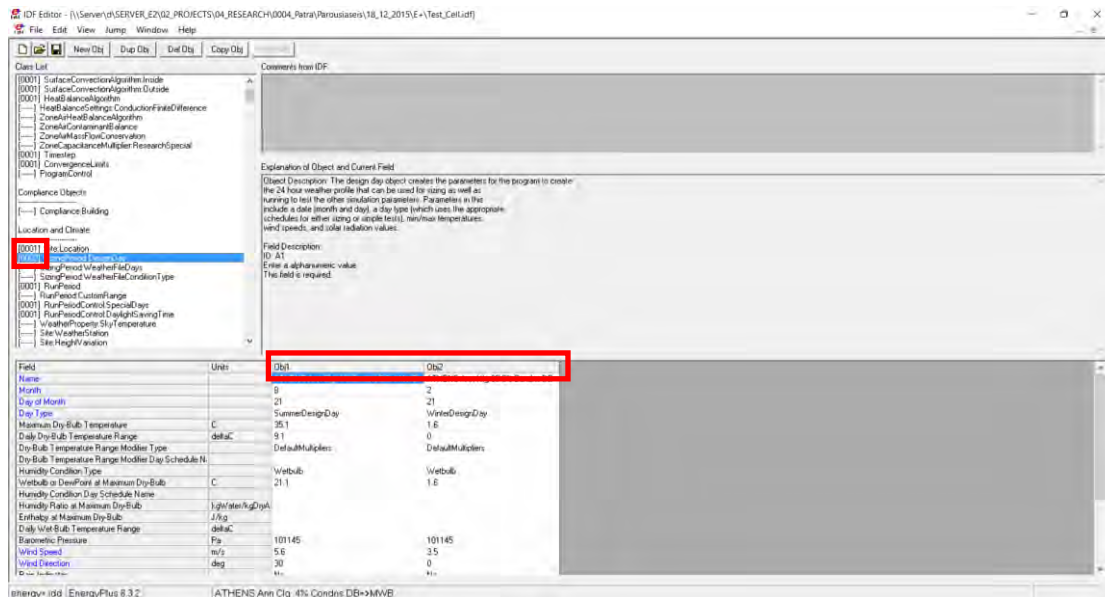 IDF Editor - [\\Server\d\SERVER_E2\02_PROJECTS\04_RESEARCH\0004_Patra\Parousiaseis\18_12_2015\E+\Test_Cell.idf]
File Edit View Jump Window Help
New Obj Dup Obj Del Obj Copy Obj
Class List
[0001] SurfaceConvectionAlgorithm:Inside
[0001] SurfaceConvectionAlgorithm:Outside
[0001] HeatBalanceAlgorithm
[------] HeatBalanceSettings:ConductionFiniteDifference
[------] ZoneAirHeatBalanceAlgorithm
[------] ZoneAirContaminantBalance
[------] ZoneAirMassFlowConservation
[------] ZoneCapacitanceMultiplier:ResearchSpecial
[0001] Timestep
[0001] ConvergenceLimits
[------] ProgramControl
Compliance Objects
[------] Compliance:Building
Location and Climate
[0001] Site:Location
[0002] SizingPeriod:DesignDay
SizingPeriod:WeatherFileDays
[------] SizingPeriod:WeatherFileConditionType
[0001] RunPeriod
[------] RunPeriod:CustomRange
[0001] RunPeriodControl:SpecialDays
[0001] RunPeriodControl:DaylightSavingTime
[------] WeatherProperty:SkyTemperature
[------] Site:WeatherStation
[------] Site:HeightVariation
Comments from IDF
Explanation of Object and Current Field
Object Description: The design day object creates the parameters for the program to create
the 24 hour weather profile that can be used for sizing as well as
running to test the other simulation parameters. Parameters in this
include a date (month and day), a day type (which uses the appropriate
schedules for either sizing or simple tests), min/max temperatures,
wind speeds, and solar radiation values.
Field Description:
ID: A1
Enter a alphanumeric value
This field is required.
Field Units Obj1 Obj2
Name
Month 8 2
Day of Month 21 21
Day Type SummerDesignDay WinterDesignDay
Maximum Dry-Bulb Temperature C 35.1 1.6
Daily Dry-Bulb Temperature Range deltaC 9.1 0
Dry-Bulb Temperature Range Modifier Type DefaultMultipliers DefaultMultipliers
Dry-Bulb Temperature Range Modifier Day Schedule N
Humidity Condition Type Wetbulb Wetbulb
Wetbulb or DewPoint at Maximum Dry-Bulb C 21.1 1.6
Humidity Condition Day Schedule Name
Humidity Ratio at Maximum Dry-Bulb kgWater/kgDryA
Enthalpy at Maximum Dry-Bulb J/kg
Daily Wet-Bulb Temperature Range deltaC
Barometric Pressure Pa 101145 101145
Wind Speed m/s 5.6 3.5
Wind Direction deg 30 0
Rain Indicator No No
energy+.idd EnergyPlus 8.3.2 ATHENS Ann Clg .4% Condns DB=>MWB